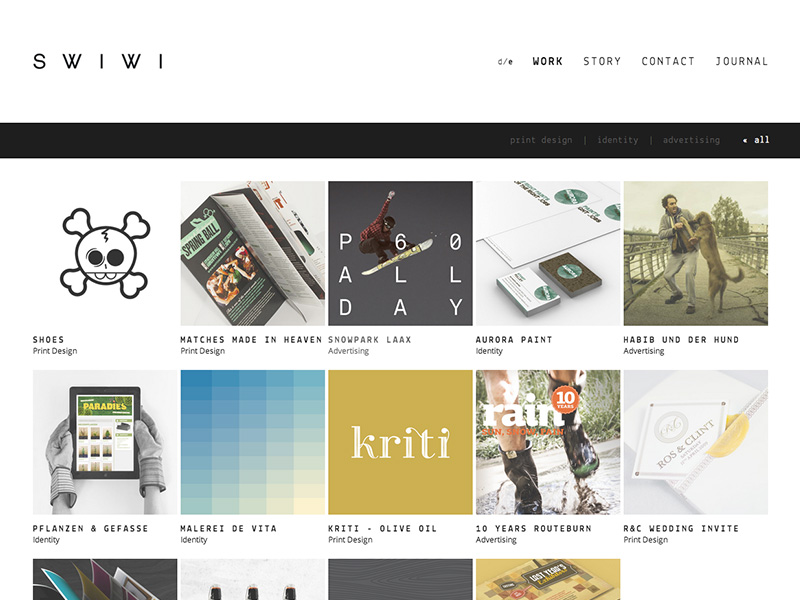 SWIWI
d/e WORK STORY CONTACT JOURNAL
print design | identity | advertising « all
SPRING BALL
P 6 0
A L L
D A Y
SHOES
Print Design
MATCHES MADE IN HEAVEN
Print Design
SNOWPARK LAAX
Advertising
AURORA PAINT
Identity
HABIB UND DER HUND
Advertising
PARADIES
kriti
10
YEARS
rain
R&C
ROS & CLINT
PFLANZEN & GEFASSE
Identity
MALEREI DE VITA
Identity
KRITI - OLIVE OIL
Print Design
10 YEARS ROUTEBURN
Advertising
R&C WEDDING INVITE
Print Design
LAST YEAR'S